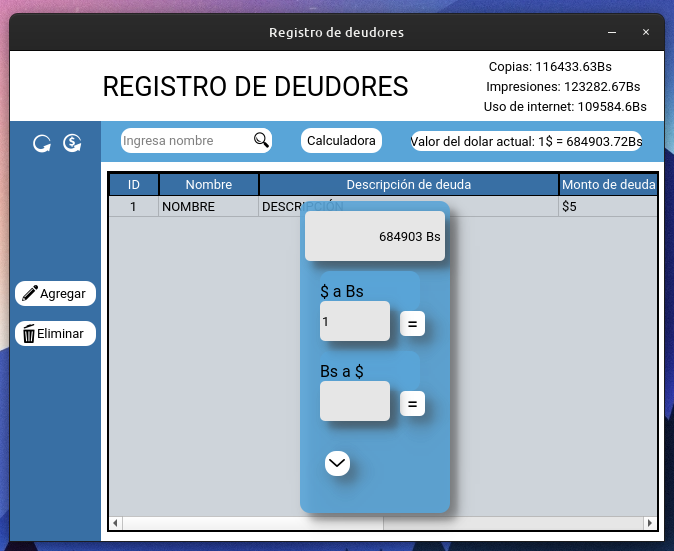 Registro de deudores
REGISTRO DE DEUDORES
Copias: 116433.63Bs
Impresiones: 123282.67Bs
Uso de internet: 109584.6Bs
Ingresa nombre
Calculadora
Valor del dolar actual: 1$ = 684903.72Bs
ID Nombre Descripción de deuda Monto de deuda
1 NOMBRE DESCRIPCIÓN $5
684903 Bs
$ a Bs
1 =
Agregar
Eliminar
Bs a $
=